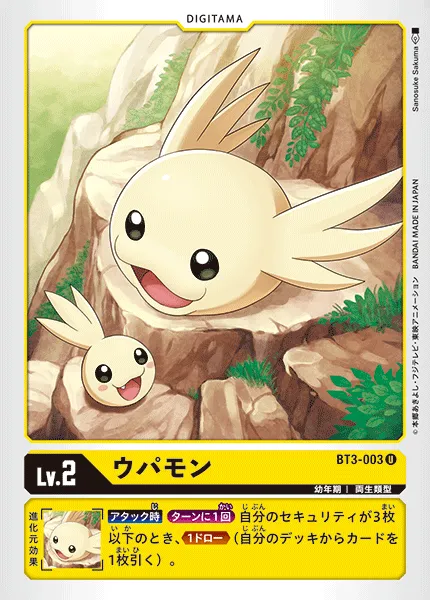 DIGITAMA
Sanosuke Sakuma
© 本郷あきよし・フジテレビ・東映アニメーション BANDAI MADE IN JAPAN
BT3-003 U
Lv.2 ウパモン
幼年期 | 両生類型
進化元効果
アタック時 ターンに1回 自分のセキュリティが3枚
以下のとき、1ドロー（自分のデッキからカードを
1枚引く）。